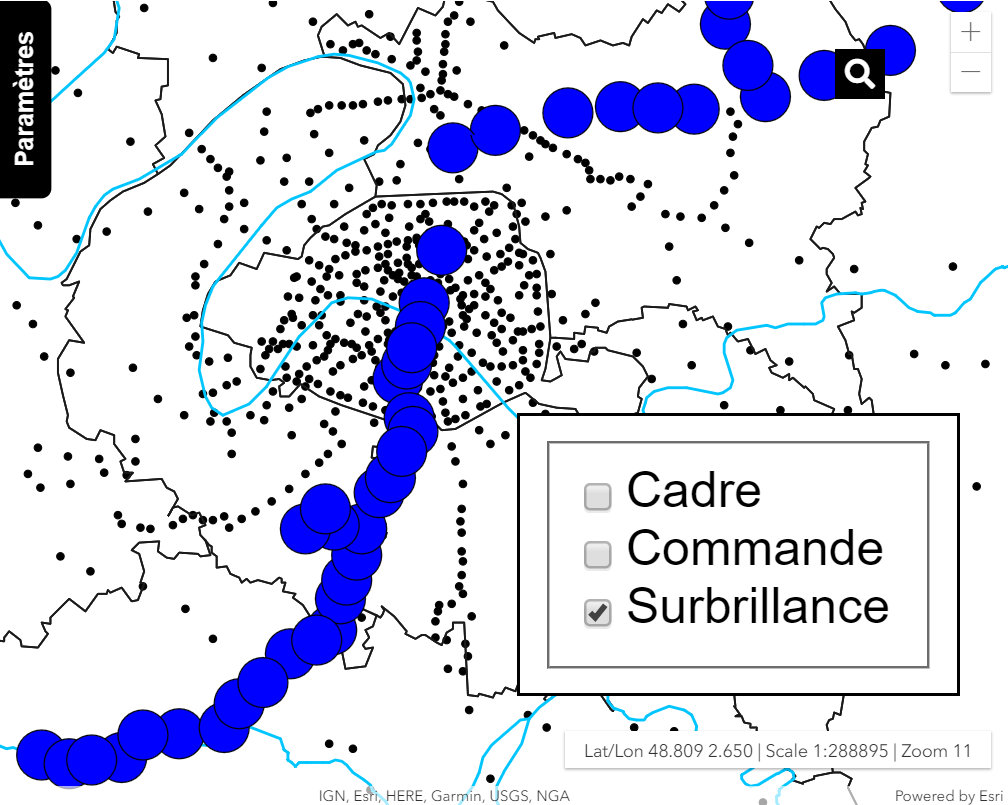 Paramètres
+
−
Cadre
Commande
Surbrillance
Lat/Lon 48.809 2.650 | Scale 1:288895 | Zoom 11
IGN, Esri, HERE, Garmin, USGS, NGA
Powered by Esri